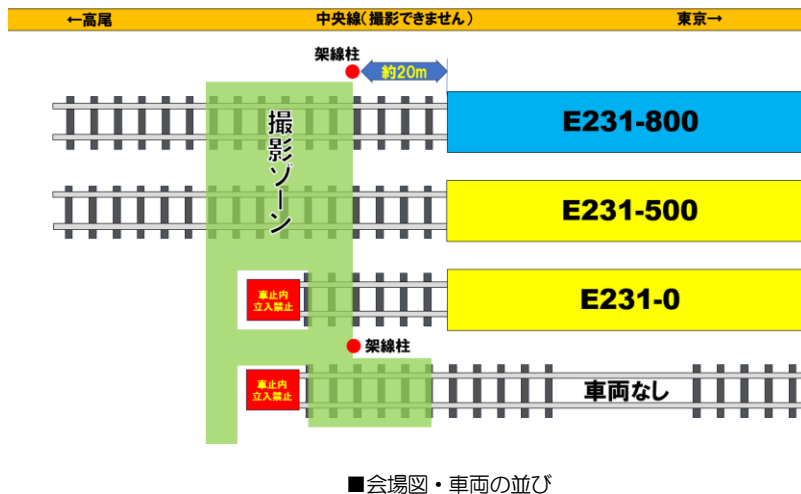 ←高尾 中央線(撮影できません) 東京→
架線柱
約20m
撮影ゾーン
E231-800
E231-500
車止内
立入禁止
E231-0
架線柱
車止内
立入禁止
車両なし
■会場図・車両の並び